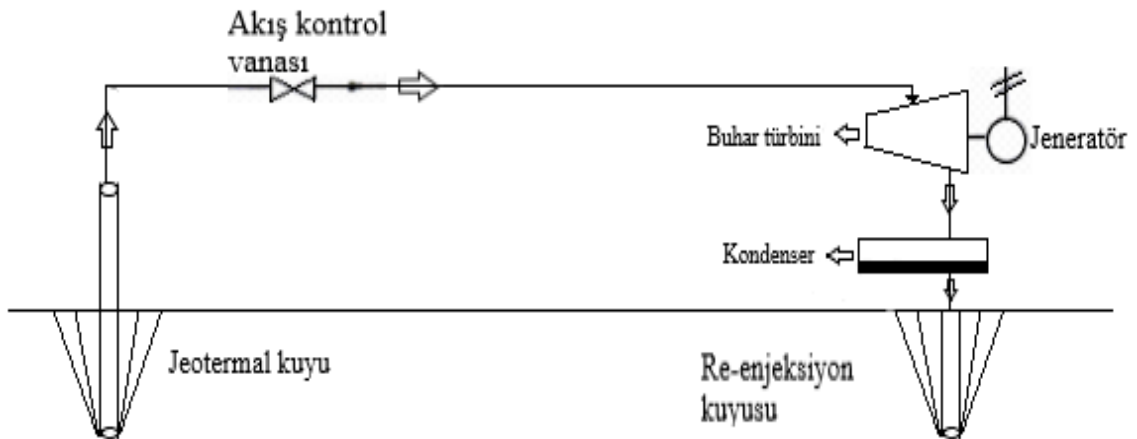 Akış kontrol
vanası
Buhar türbini
Jeneratör
Kondenser
Jeotermal kuyu
Re-enjeksiyon
kuyusu